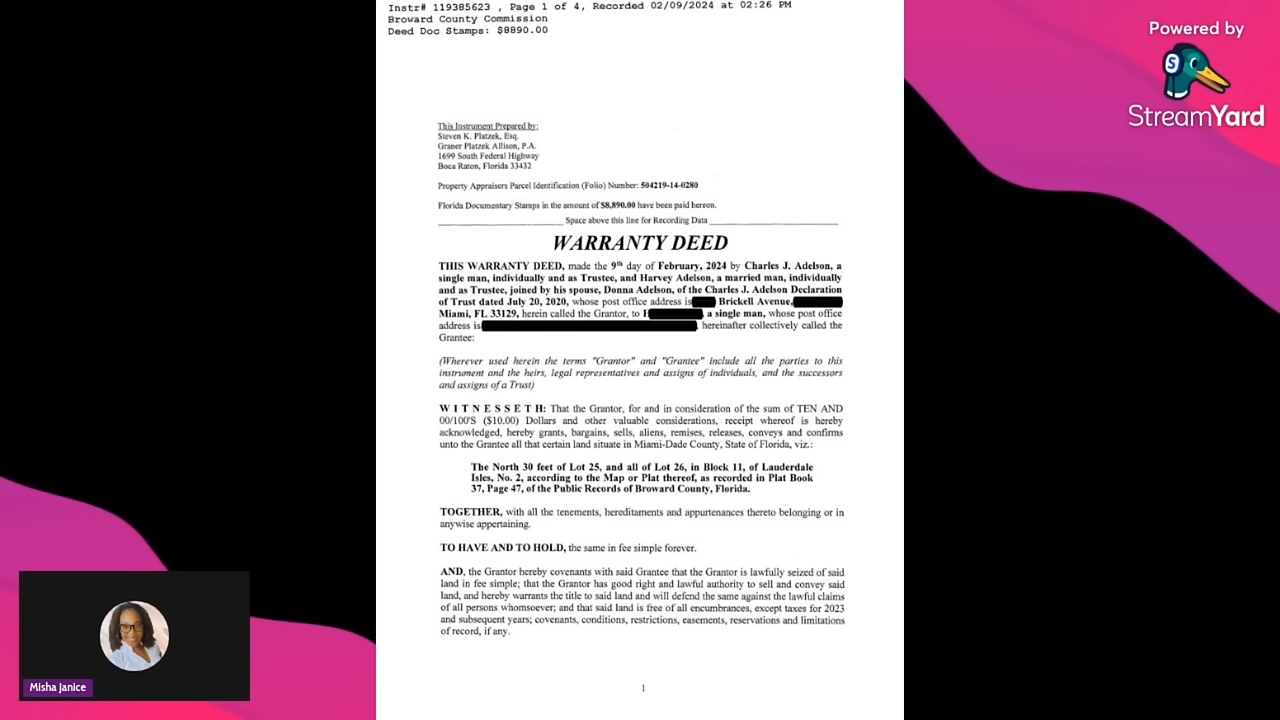 Instr# 119385623 , Page 1 of 4, Recorded 02/09/2024 at 02:26 PM
Broward County Commission
Deed Doc Stamps: $8890.00
Powered by
S
StreamYard
This Instrument Prepared by:
Steven K. Platzek, Esq.
Graner Platzek Allison, P.A.
1699 South Federal Highway
Boca Raton, Florida 33432
Property Appraisers Parcel Identification (Folio) Number: 504219-14-0280
Florida Documentary Stamps in the amount of $8,890.00 have been paid hereon.
Space above this line for Recording Data
WARRANTY DEED
THIS WARRANTY DEED, made the 9th day of February, 2024 by Charles J. Adelson, a
single man, individually and as Trustee, and Harvey Adelson, a married man, individually
and as Trustee, joined by his spouse, Donna Adelson, of the Charles J. Adelson Declaration
of Trust dated July 20, 2020, whose post office address is Brickell Avenue,
Miami, FL 33129, herein called the Grantor, to H , a single man, whose post office
address is , hereinafter collectively called the
Grantee:
(Wherever used herein the terms "Grantor" and "Grantee" include all the parties to this
instrument and the heirs, legal representatives and assigns of individuals, and the successors
and assigns of a Trust)
W I T N E S S E T H: That the Grantor, for and in consideration of the sum of TEN AND
00/100'S ($10.00) Dollars and other valuable considerations, receipt whereof is hereby
acknowledged, hereby grants, bargains, sells, aliens, remises, releases, conveys and confirms
unto the Grantee all that certain land situate in Miami-Dade County, State of Florida, viz.:
The North 30 feet of Lot 25, and all of Lot 26, in Block 11, of Lauderdale
Isles, No. 2, according to the Map or Plat thereof, as recorded in Plat Book
37, Page 47, of the Public Records of Broward County, Florida.
TOGETHER, with all the tenements, hereditaments and appurtenances thereto belonging or in
anywise appertaining.
TO HAVE AND TO HOLD, the same in fee simple forever.
AND, the Grantor hereby covenants with said Grantee that the Grantor is lawfully seized of said
land in fee simple; that the Grantor has good right and lawful authority to sell and convey said
land, and hereby warrants the title to said land and will defend the same against the lawful claims
of all persons whomsoever; and that said land is free of all encumbrances, except taxes for 2023
and subsequent years; covenants, conditions, restrictions, easements, reservations and limitations
of record, if any.
1
Misha Janice